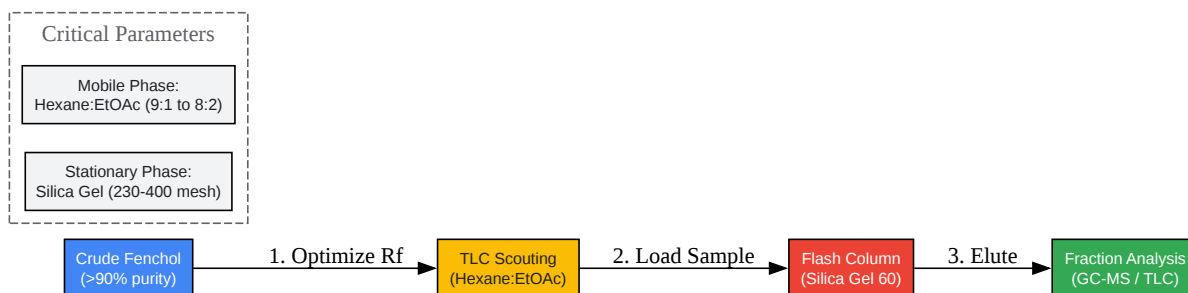 Critical Parameters
Mobile Phase:
Hexane:EtOAc (9:1 to 8:2)
Stationary Phase:
Silica Gel (230-400 mesh)
Crude Fenchol
(>90% purity)
1. Optimize Rf
TLC Scouting
(Hexane:EtOAc)
2. Load Sample
Flash Column
(Silica Gel 60)
3. Elute
Fraction Analysis
(GC-MS / TLC)